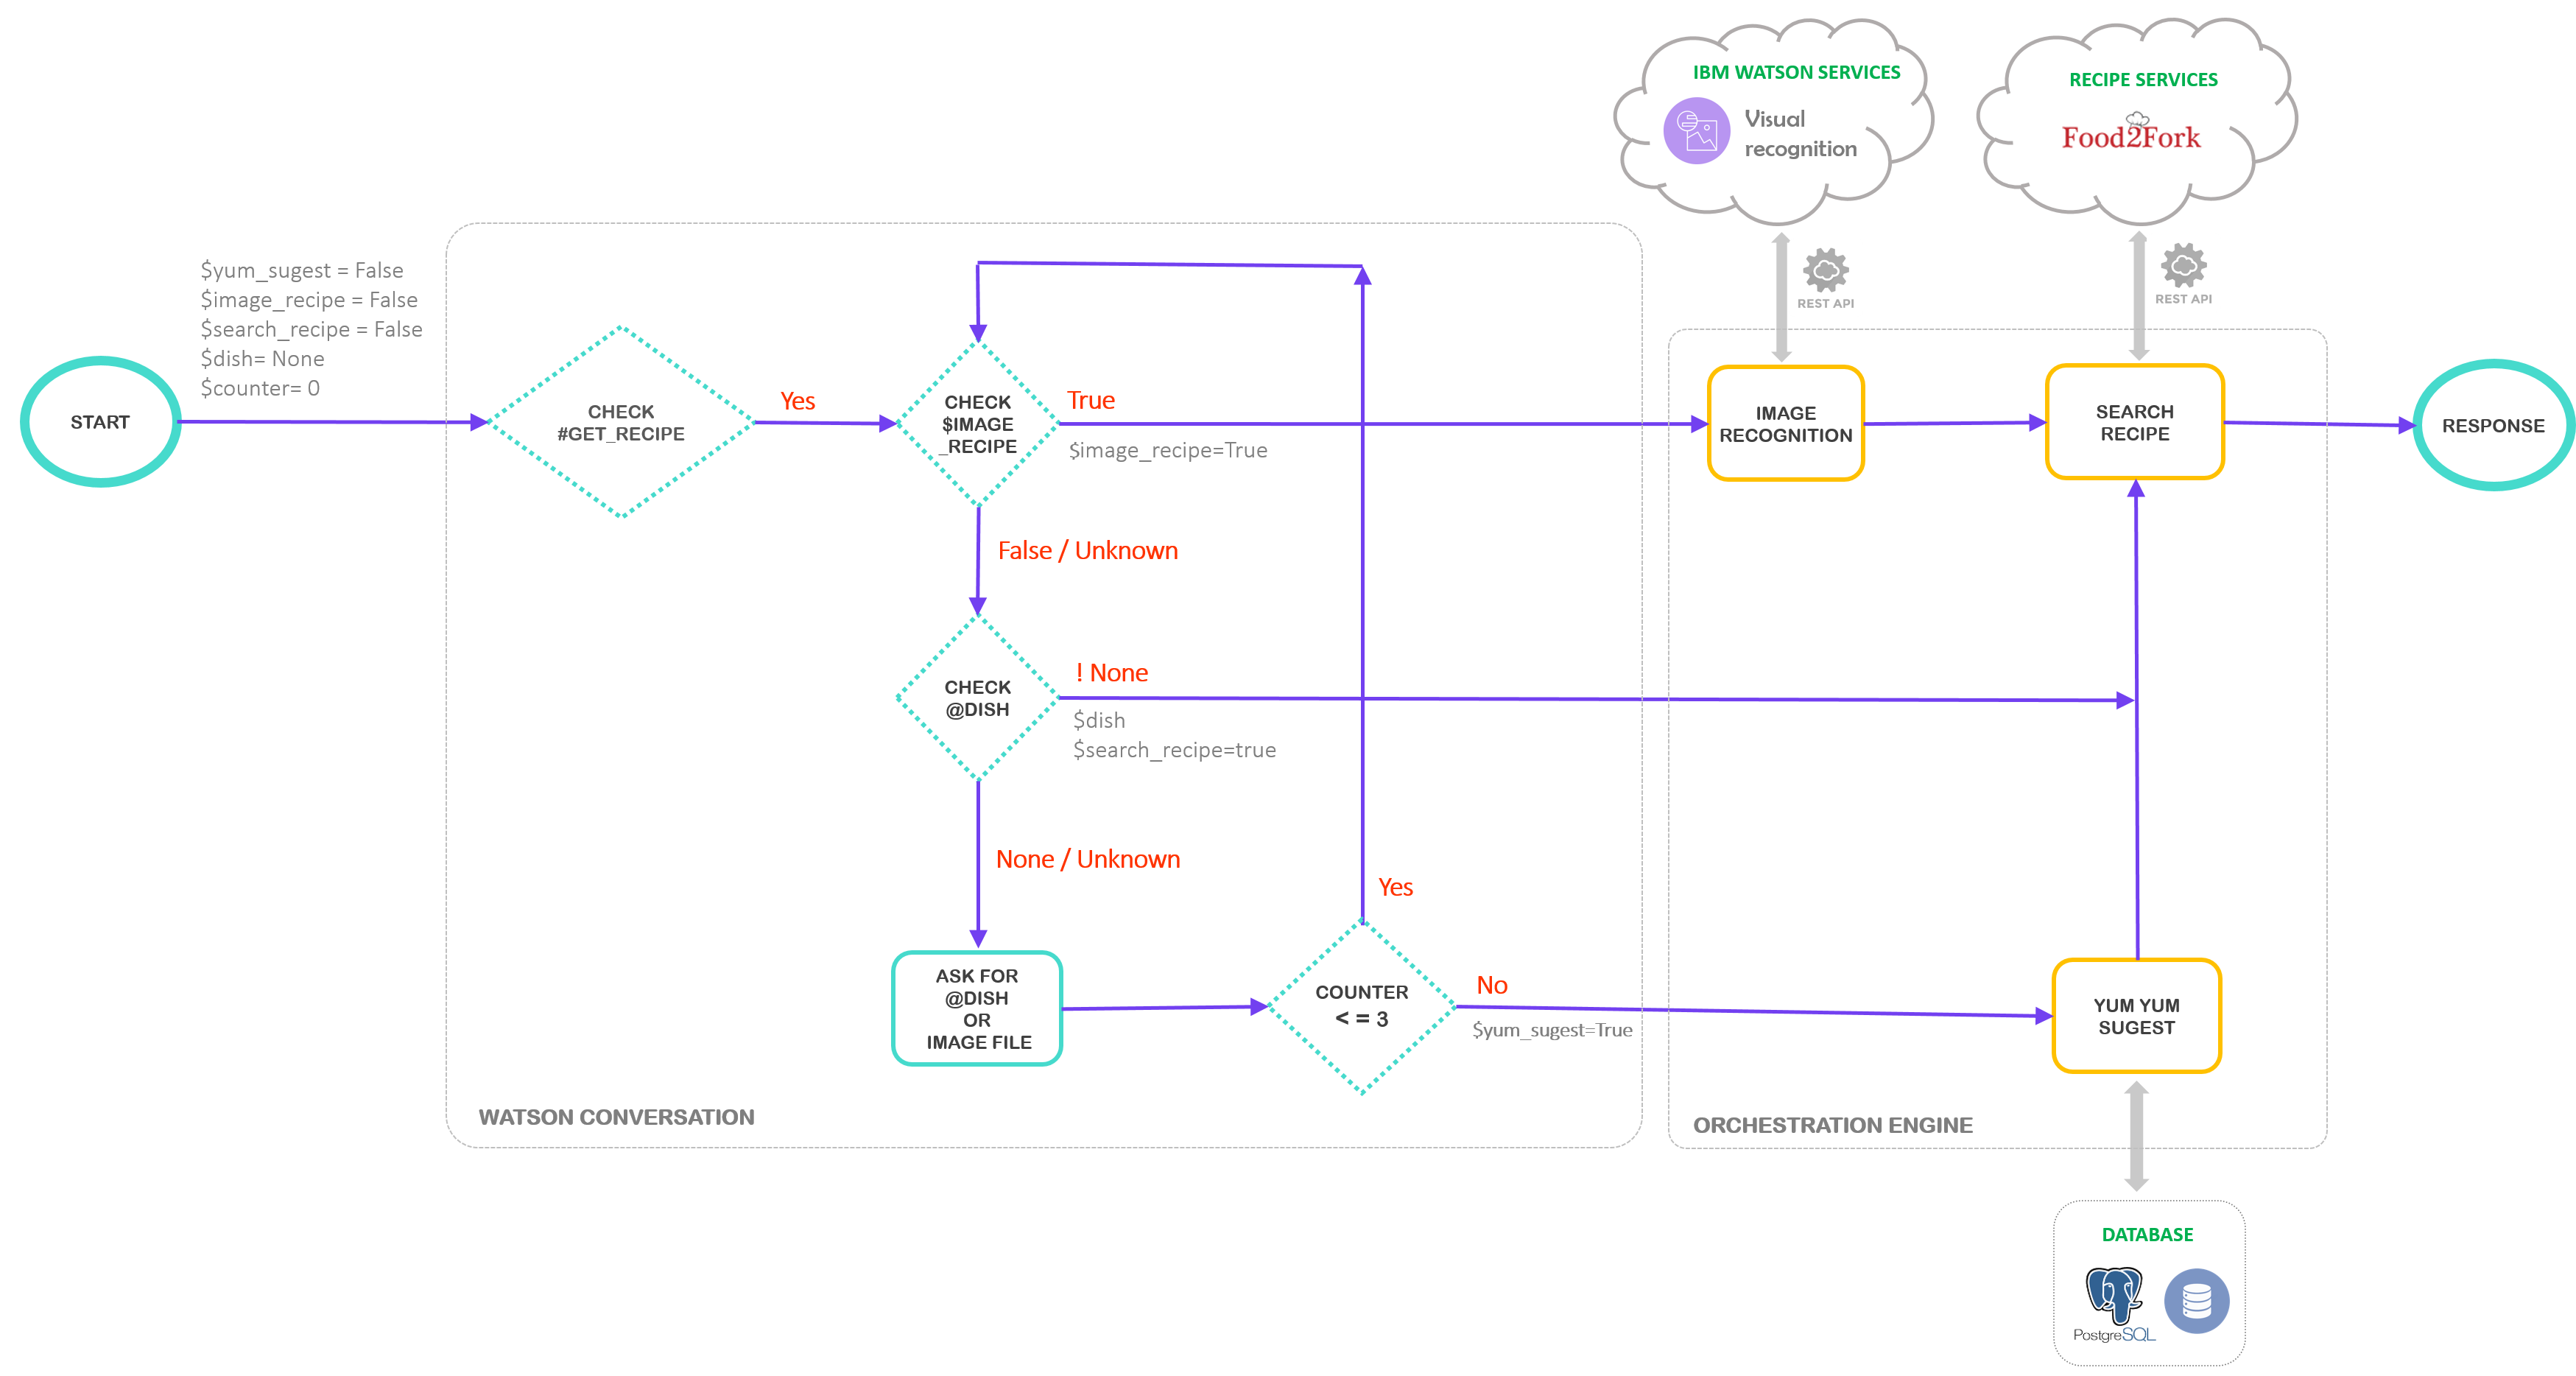 IBM WATSON SERVICES
Visual
recognition
RECIPE SERVICES
Food2Fork
REST API
REST API
$yum_sugest = False
$image_recipe = False
$search_recipe = False
$dish= None
$counter= 0
START
CHECK
#GET_RECIPE
Yes
CHECK
$IMAGE
_RECIPE
True
$image_recipe=True
IMAGE
RECOGNITION
SEARCH
RECIPE
RESPONSE
False / Unknown
CHECK
@DISH
! None
$dish
$search_recipe=true
None / Unknown
Yes
ASK FOR
@DISH
OR
IMAGE FILE
COUNTER
< = 3
No
$yum_sugest=True
YUM YUM
SUGEST
WATSON CONVERSATION
ORCHESTRATION ENGINE
DATABASE
PostgreSQL